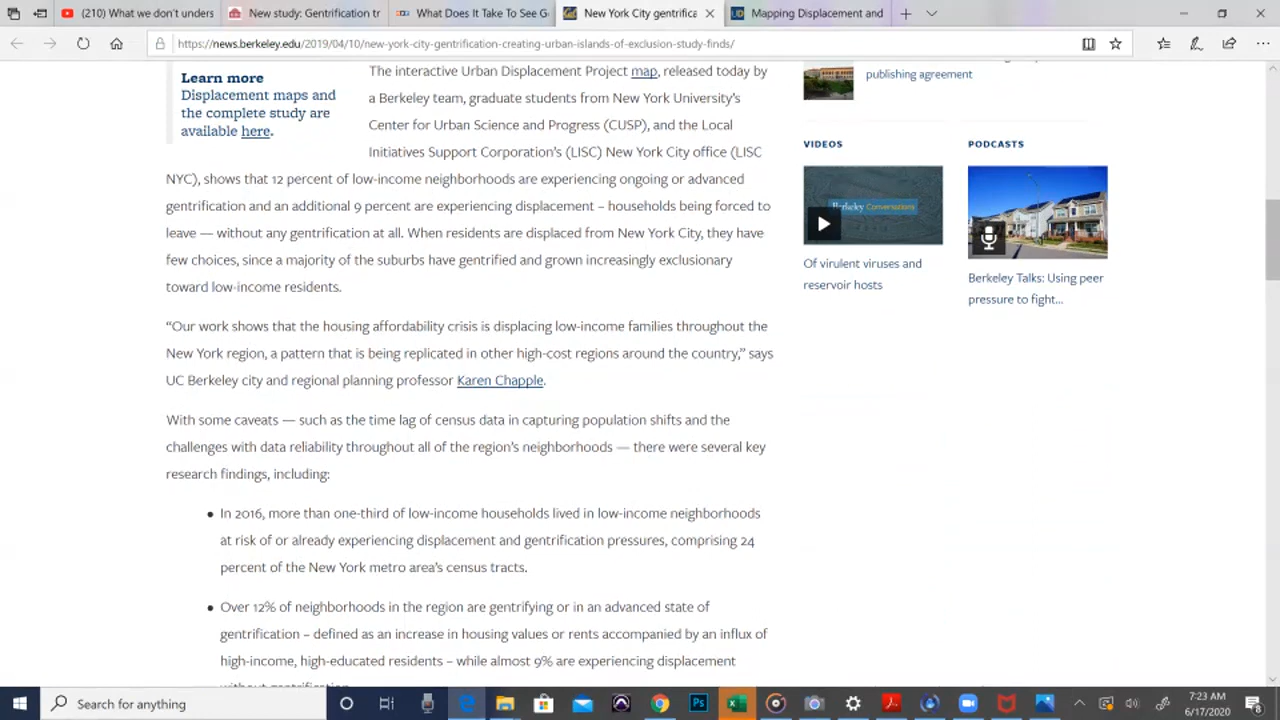 (210) What we don't unders
New study: Gentrification tr
What Does It Take To See G
New York City gentrifica
Mapping Displacement and
https://news.berkeley.edu/2019/04/10/new-york-city-gentrification-creating-urban-islands-of-exclusion-study-finds/
Learn more
Displacement maps and
the complete study are
available here.
The interactive Urban Displacement Project map, released today by
a Berkeley team, graduate students from New York University's
Center for Urban Science and Progress (CUSP), and the Local
Initiatives Support Corporation's (LISC) New York City office (LISC
NYC), shows that 12 percent of low-income neighborhoods are experiencing ongoing or advanced
gentrification and an additional 9 percent are experiencing displacement – households being forced to
leave — without any gentrification at all. When residents are displaced from New York City, they have
few choices, since a majority of the suburbs have gentrified and grown increasingly exclusionary
toward low-income residents.
“Our work shows that the housing affordability crisis is displacing low-income families throughout the
New York region, a pattern that is being replicated in other high-cost regions around the country,” says
UC Berkeley city and regional planning professor Karen Chapple.
With some caveats — such as the time lag of census data in capturing population shifts and the
challenges with data reliability throughout all of the region's neighborhoods — there were several key
research findings, including:
• In 2016, more than one-third of low-income households lived in low-income neighborhoods
at risk of or already experiencing displacement and gentrification pressures, comprising 24
percent of the New York metro area's census tracts.
• Over 12% of neighborhoods in the region are gentrifying or in an advanced state of
gentrification – defined as an increase in housing values or rents accompanied by an influx of
high-income, high-educated residents – while almost 9% are experiencing displacement
without gentrification.
publishing agreement
VIDEOS
PODCASTS
Berkeley Conversations
Of virulent viruses and
reservoir hosts
Berkeley Talks: Using peer
pressure to fight...
Search for anything
Ps
7:23 AM
6/17/2020